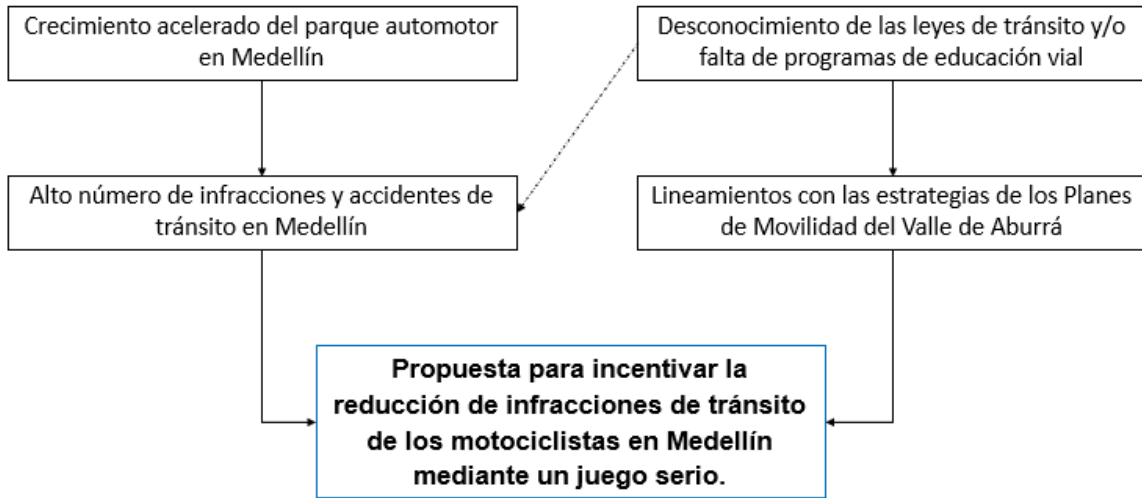 Crecimiento acelerado del parque automotor
en Medellín
Desconocimiento de las leyes de tránsito y/o
falta de programas de educación vial
Alto número de infracciones y accidentes de
tránsito en Medellín
Lineamientos con las estrategias de los Planes
de Movilidad del Valle de Aburrá
Propuesta para incentivar la
reducción de infracciones de tránsito
de los motociclistas en Medellín
mediante un juego serio.